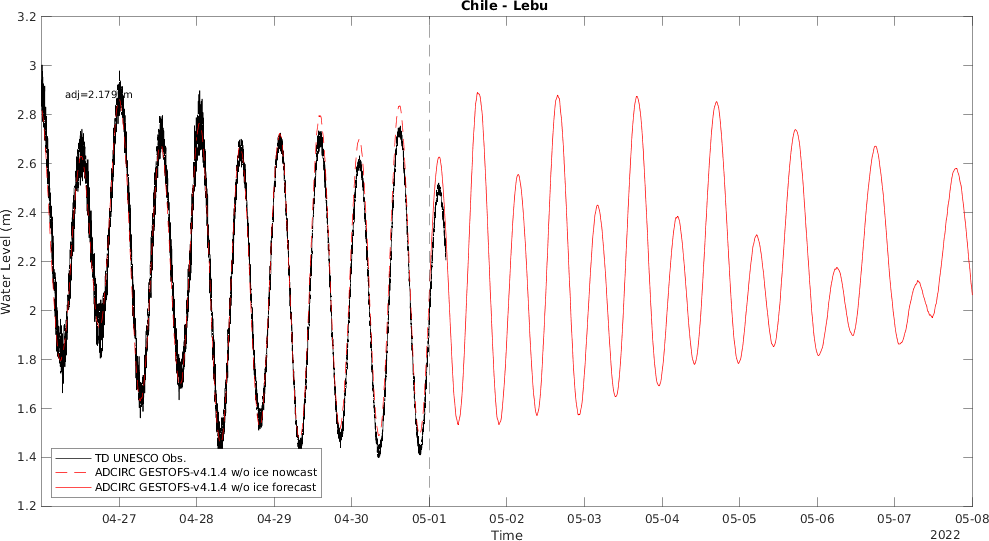 Chile - Lebu
3.2
3
2.8
2.6
2.4
2.2
2
1.8
1.6
1.4
1.2
Water Level (m)
adj=2.179 m
TD UNESCO Obs.
ADCIRC GESTOFS-v4.1.4 w/o ice nowcast
ADCIRC GESTOFS-v4.1.4 w/o ice forecast
04-27 04-28 04-29 04-30 05-01 05-02 05-03 05-04 05-05 05-06 05-07 05-08
Time
2022